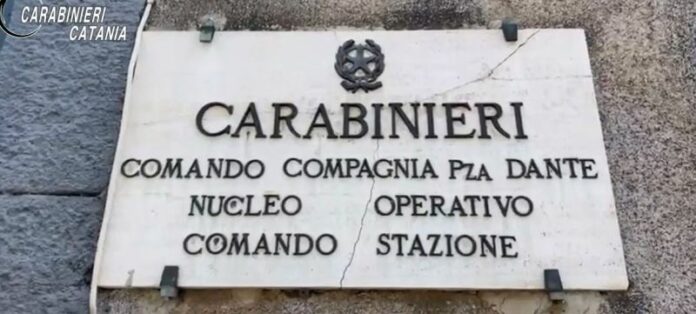 CARABINIERI
CATANIA
CARABINIERI
COMANDO COMPAGNIA PZA DANTE
NUCLEO OPERATIVO
COMANDO STAZIONE